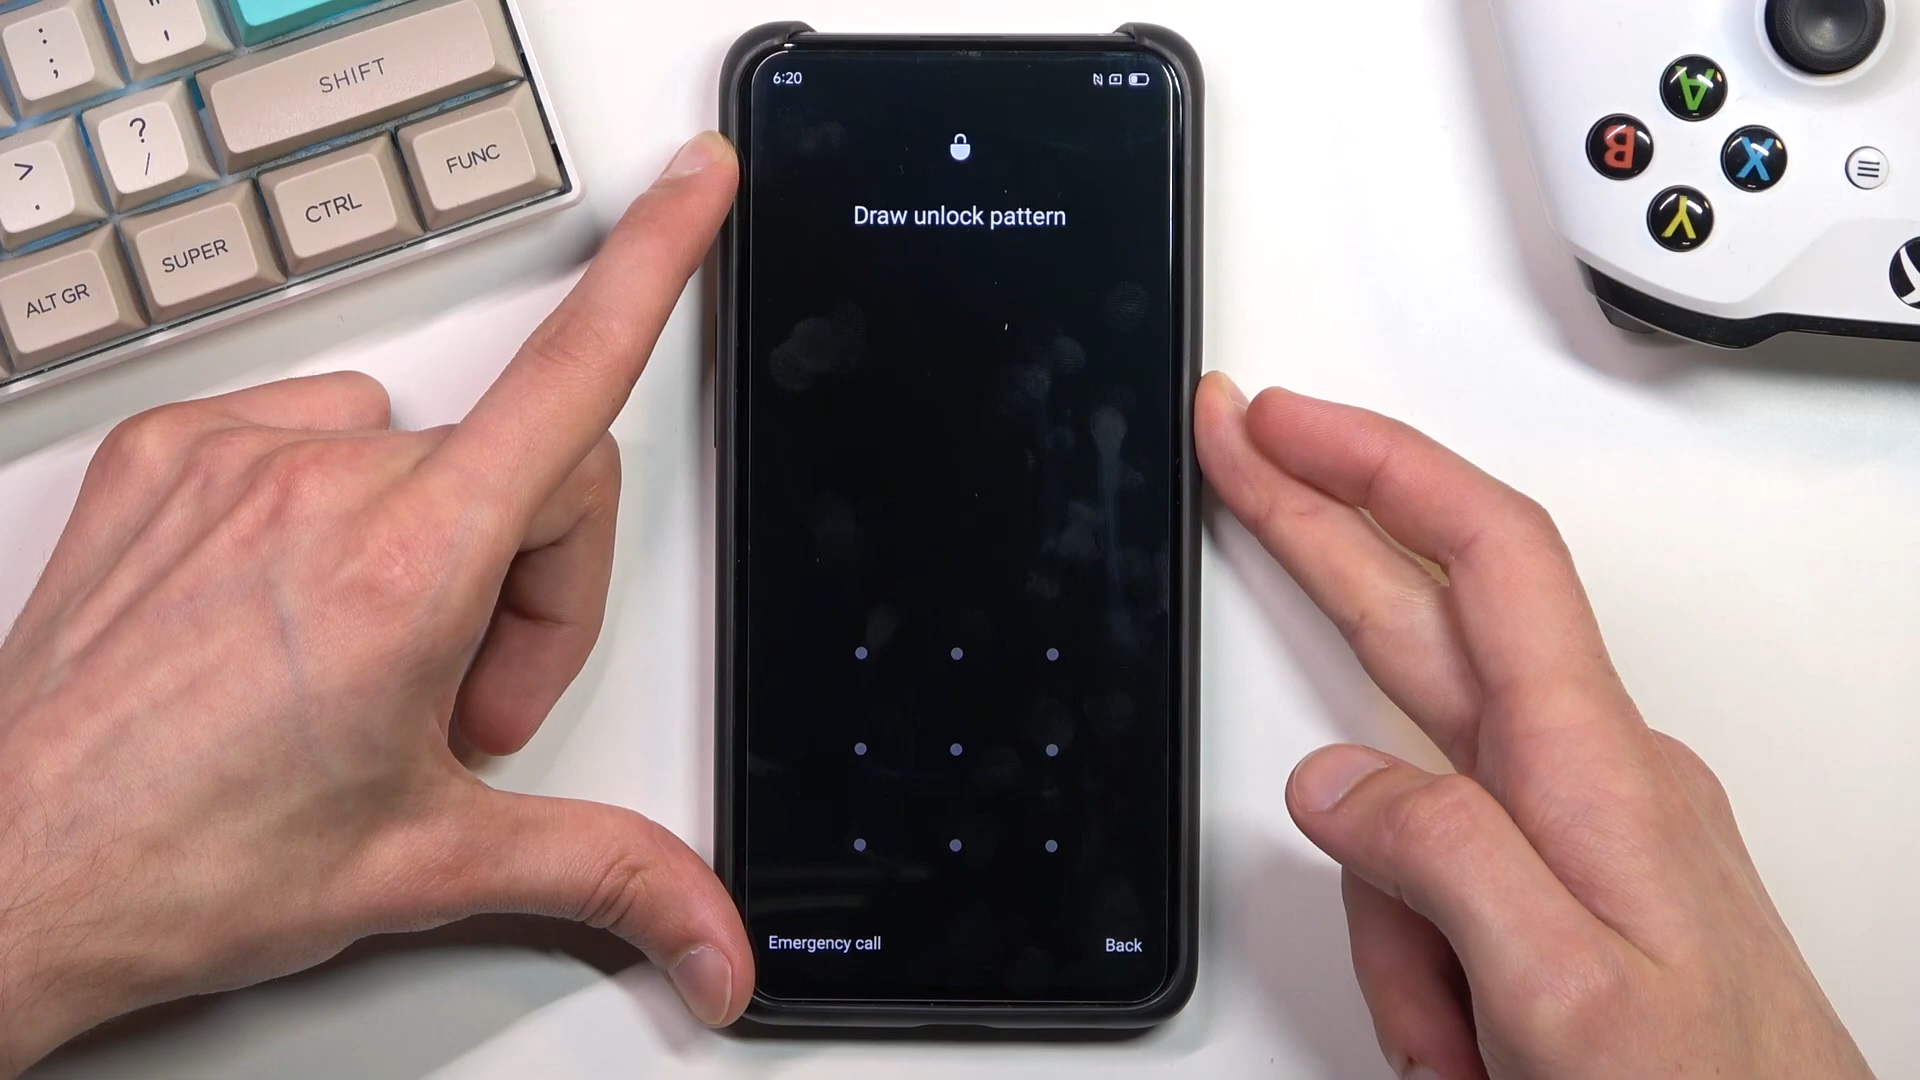 :
;
"
'
SHIFT
?
/
>
.
FUNC
CTRL
SUPER
ALT GR
6:20
Draw unlock pattern
Emergency call
Back
A
B
X
Y